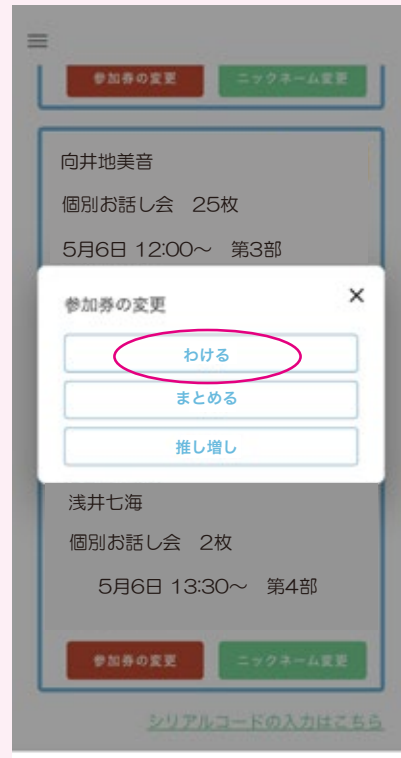 参加券の変更 ニックネーム変更
向井地美音
個別お話し会 25枚
5月6日 12:00～ 第3部
参加券の変更 ×
わける
まとめる
推し増し
浅井七海
個別お話し会 2枚
5月6日 13:30～ 第4部
参加券の変更 ニックネーム変更
シリアルコードの入力はこちら